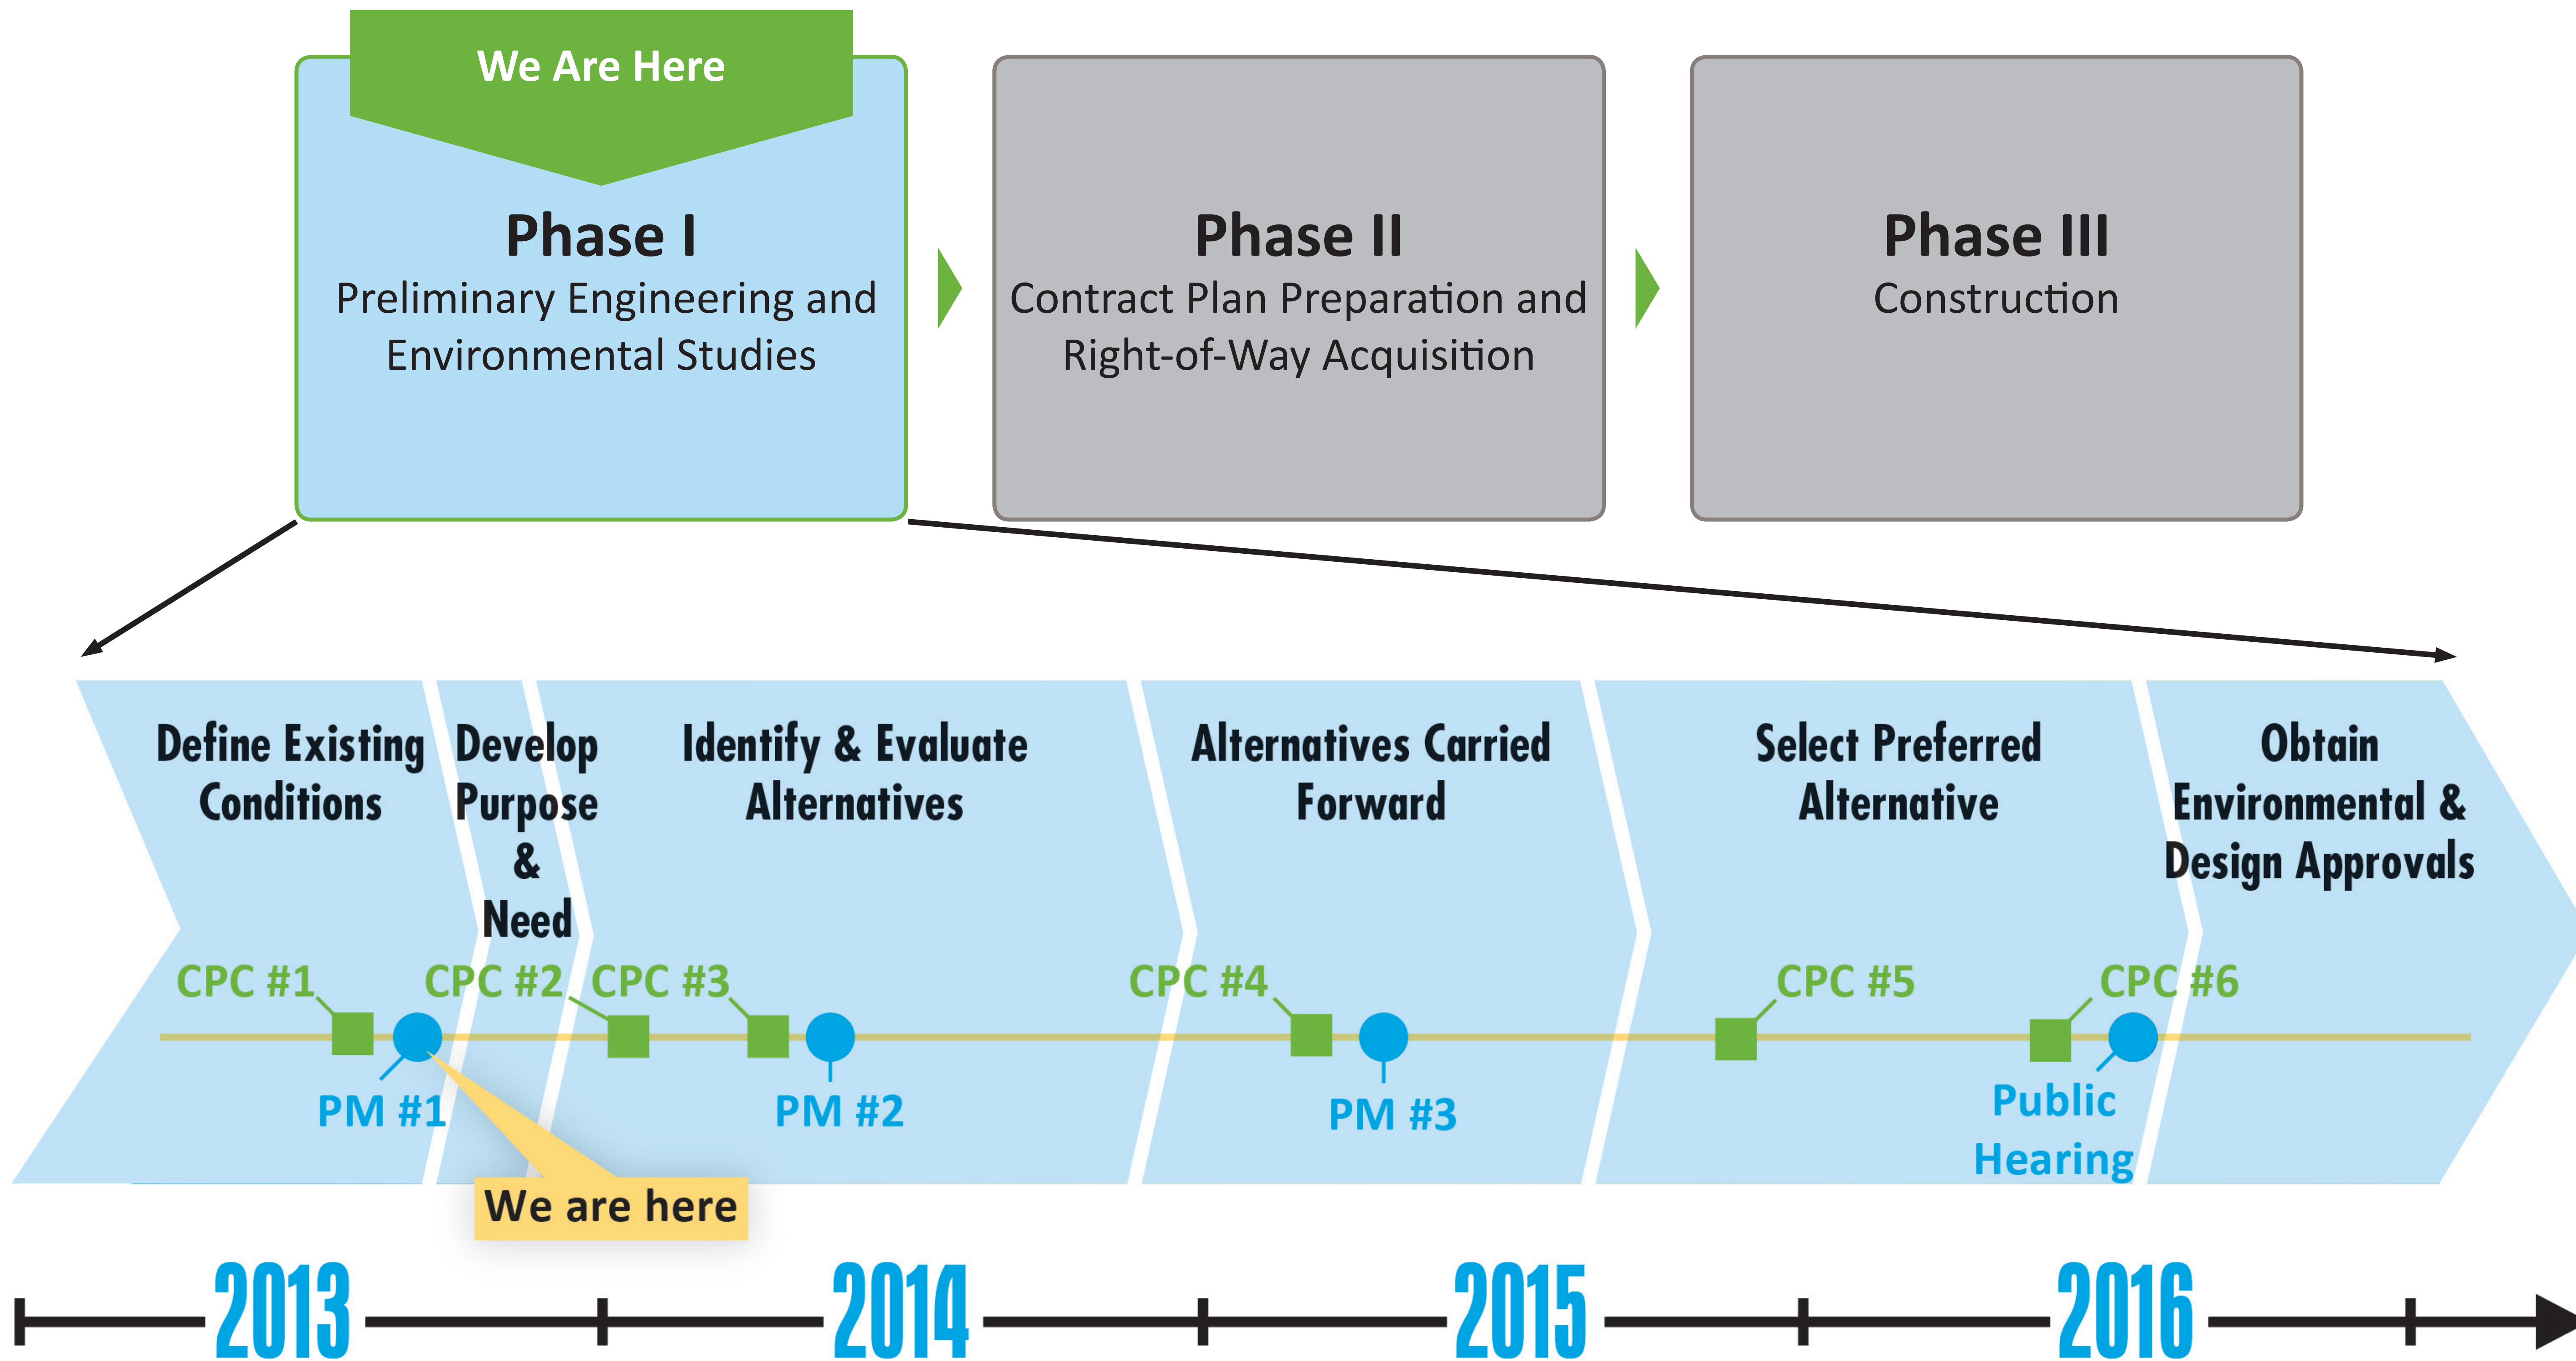 We Are Here
Phase I
Preliminary Engineering and
Environmental Studies
Phase II
Contract Plan Preparation and
Right-of-Way Acquisition
Phase III
Construction
Define Existing
Conditions
Develop
Purpose
&
Need
Identify & Evaluate
Alternatives
Alternatives Carried
Forward
Select Preferred
Alternative
Obtain
Environmental &
Design Approvals
CPC #1
CPC #2
CPC #3
CPC #4
CPC #5
CPC #6
PM #1
PM #2
PM #3
Public
Hearing
We are here
2013
2014
2015
2016